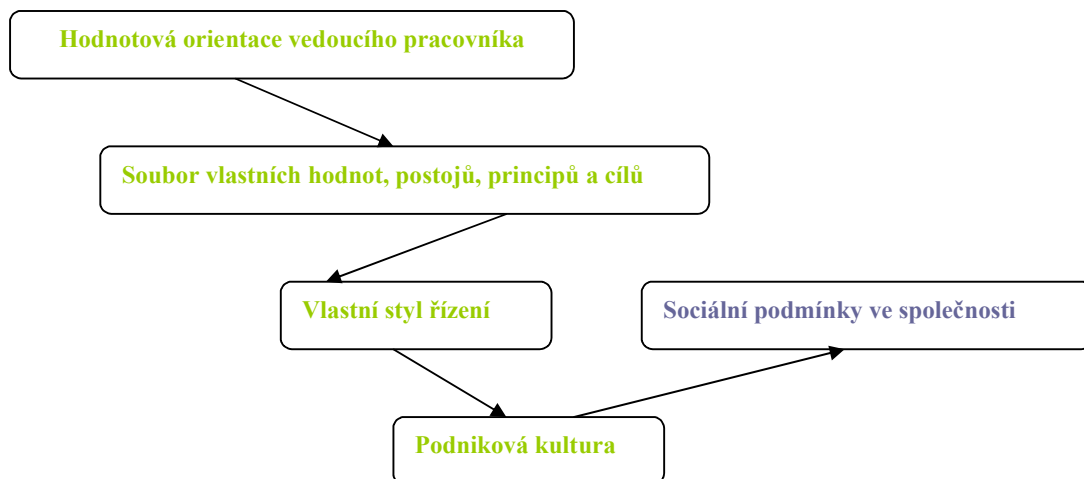 Hodnotová orientace vedoucího pracovníka
Soubor vlastních hodnot, postojů, principů a cílů
Vlastní styl řízení
Sociální podmínky ve společnosti
Podniková kultura